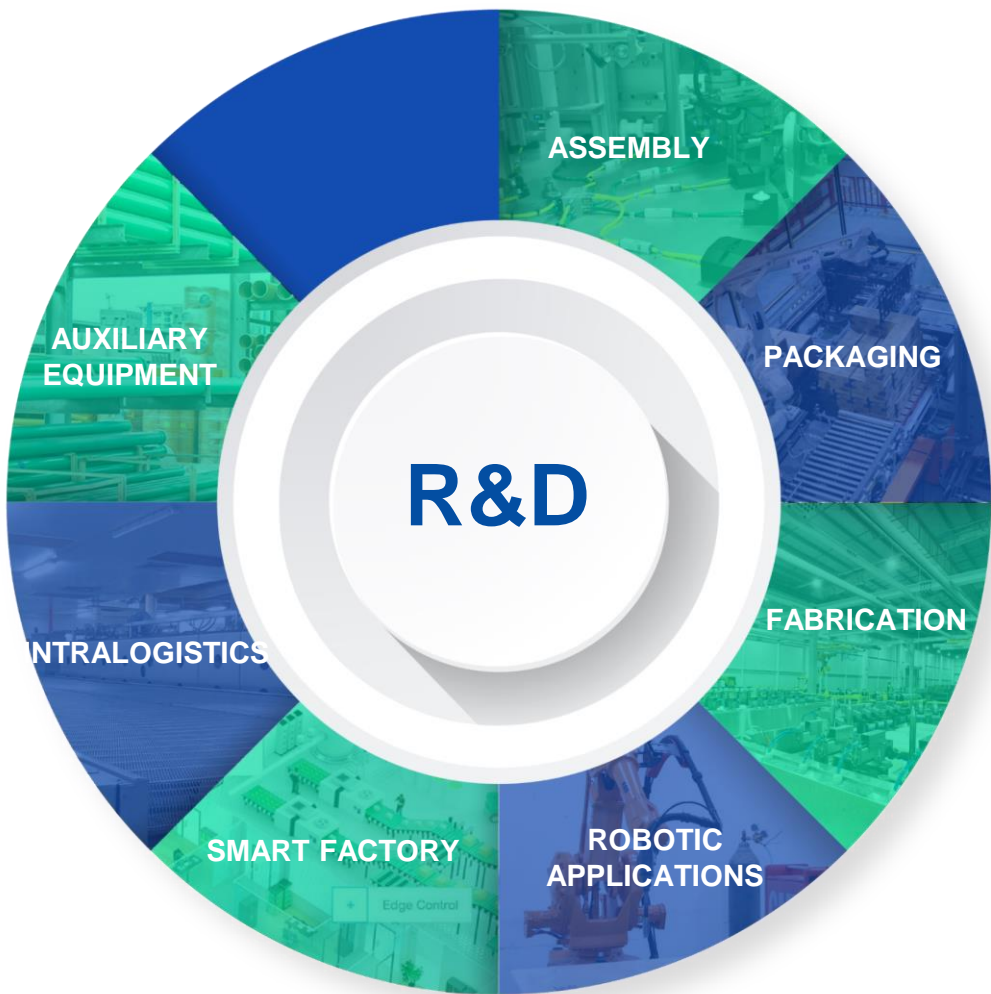 ASSEMBLY
PACKAGING
FABRICATION
ROBOTIC
APPLICATIONS
SMART FACTORY
+ Edge Control
INTRALOGISTICS
AUXILIARY
EQUIPMENT
R&D